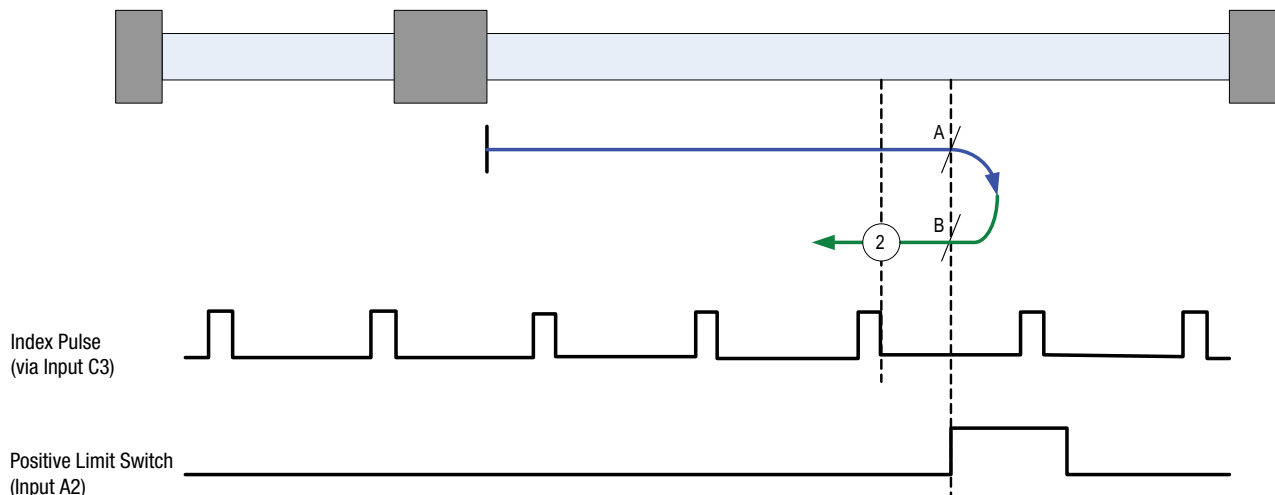 A
B
2
Index Pulse
(via Input C3)
Positive Limit Switch
(Input A2)